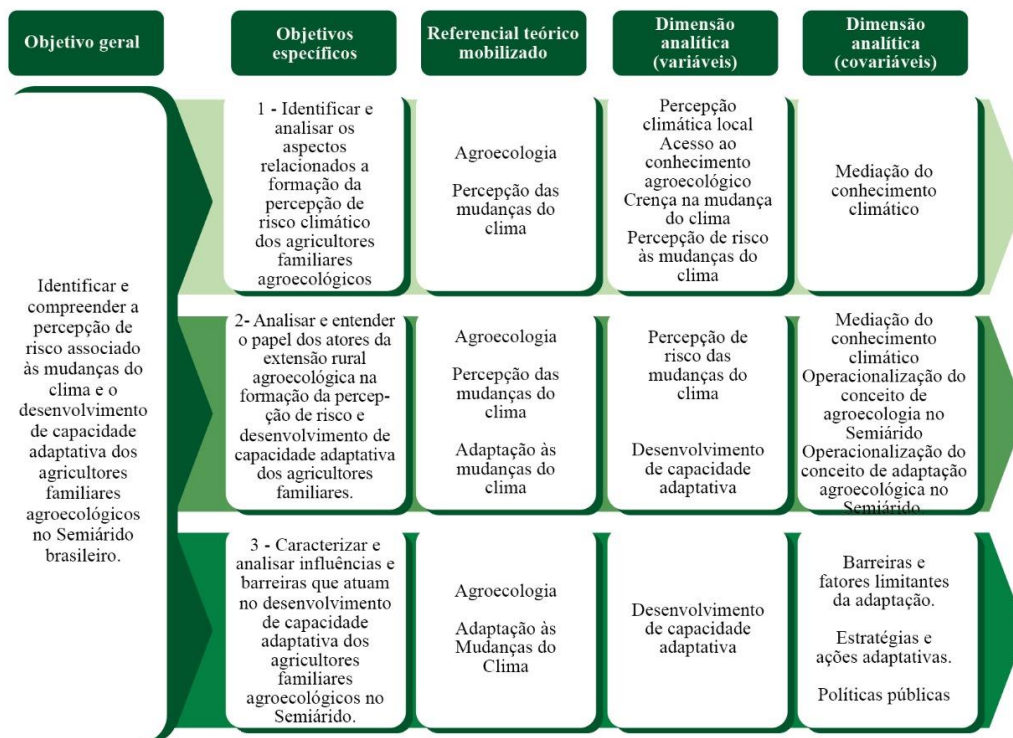 Objetivo geral
Objetivos
específicos
Referencial teórico
mobilizado
Dimensão
analítica
(variáveis)
Dimensão
analítica
(covariáveis)
Identificar e
compreender a
percepção de
risco associado
às mudanças do
clima e o
desenvolvimento
de capacidade
adaptativa dos
agricultores
familiares
agroecológicos
no Semiárido
brasileiro.
1 - Identificar e
analisar os
aspectos
relacionados a
formação da
percepção de
risco climático
dos agricultores
familiares
agroecológicos
Agroecologia
Percepção das
mudanças do
clima
Percepção
climática local
Acesso ao
conhecimento
agroecológico
Crença na mudança
do clima
Percepção de risco
às mudanças do
clima
Mediação do
conhecimento
climático
2- Analisar e entender
o papel dos atores da
extensão rural
agroecológica na
formação da percep-
ção de risco e
desenvolvimento de
capacidade adaptativa
dos agricultores
familiares.
Agroecologia
Percepção das
mudanças do
clima
Adaptação às
mudanças do
clima
Percepção de
risco das
mudanças do
clima
Desenvolvimento
de capacidade
adaptativa
Mediação do
conhecimento
climático
Operacionalização do
conceito de
agroecologia no
Semiárido
Operacionalização do
conceito de adaptação
agroecológica no
Semiárido
3 - Caracterizar e
analisar influências e
barreiras que atuam
no desenvolvimento
de capacidade
adaptativa dos
agricultores
familiares
agroecológicos no
Semiárido.
Agroecologia
Adaptação às
Mudanças do
Clima
Desenvolvimento
de capacidade
adaptativa
Barreiras e
fatores limitantes
da adaptação.
Estratégias e
ações adaptativas.
Políticas públicas